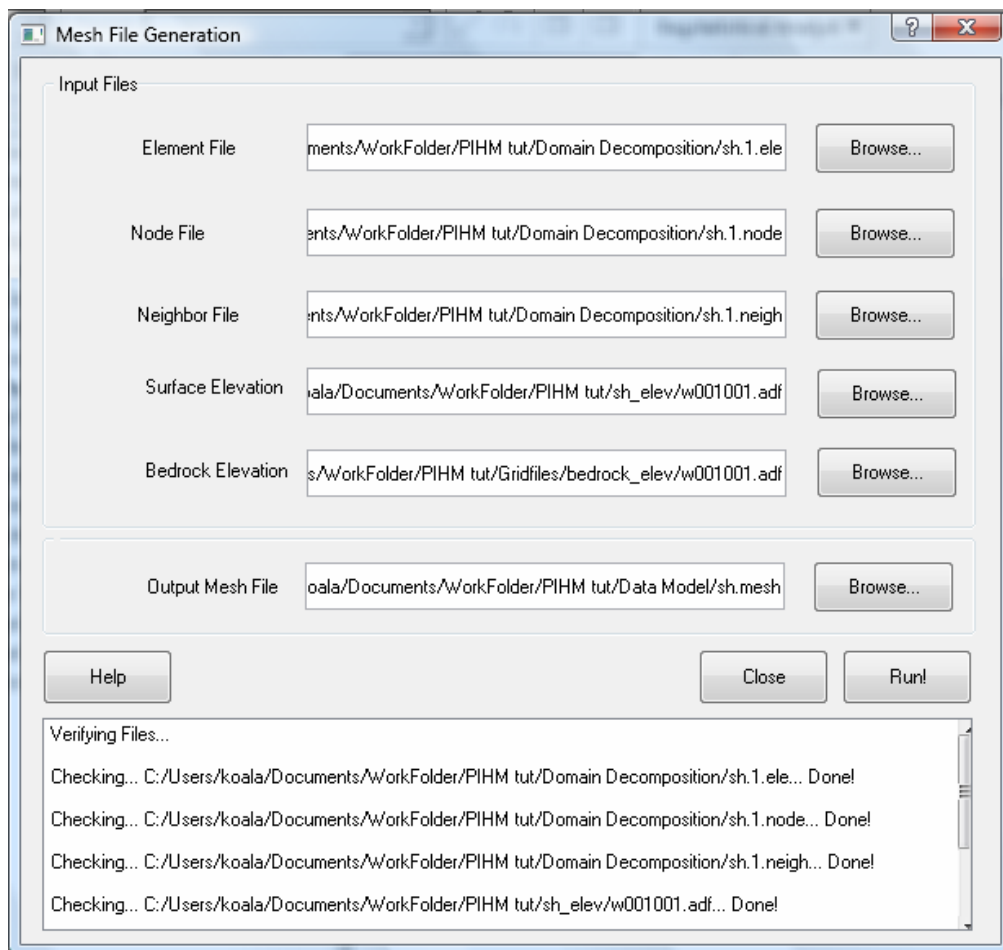 Mesh File Generation
Input Files
Element File
ments/WorkFolder/PIHM tut/Domain Decomposition/sh.1.ele
Browse...
Node File
ents/WorkFolder/PIHM tut/Domain Decomposition/sh.1.node
Browse...
Neighbor File
ents/WorkFolder/PIHM tut/Domain Decomposition/sh.1.neigh
Browse...
Surface Elevation
oala/Documents/WorkFolder/PIHM tut/sh_elev/w001001.adf
Browse...
Bedrock Elevation
s/WorkFolder/PIHM tut/Gridfiles/bedrock_elev/w001001.adf
Browse...
Output Mesh File
oala/Documents/WorkFolder/PIHM tut/Data Model/sh.mesh
Browse...
Help
Close
Run!
Verifying Files...
Checking... C:/Users/koala/Documents/WorkFolder/PIHM tut/Domain Decomposition/sh.1.ele... Done!
Checking... C:/Users/koala/Documents/WorkFolder/PIHM tut/Domain Decomposition/sh.1.node... Done!
Checking... C:/Users/koala/Documents/WorkFolder/PIHM tut/Domain Decomposition/sh.1.neigh... Done!
Checking... C:/Users/koala/Documents/WorkFolder/PIHM tut/sh_elev/w001001.adf... Done!